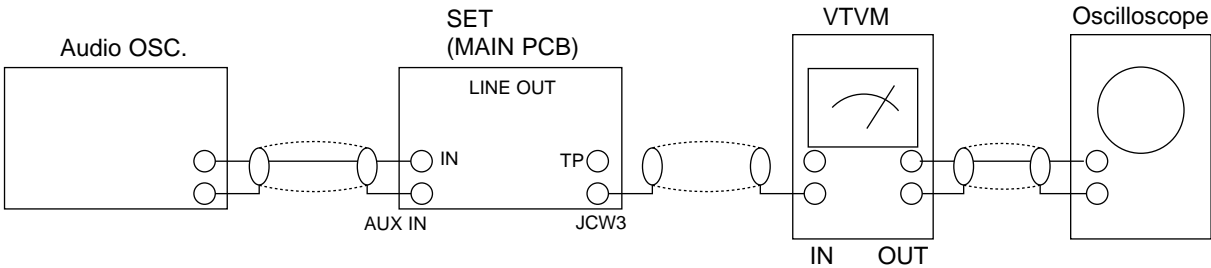 Audio OSC.
SET
(MAIN PCB)
VTVM
Oscilloscope
LINE OUT
IN
TP
AUX IN
JCW3
IN
OUT